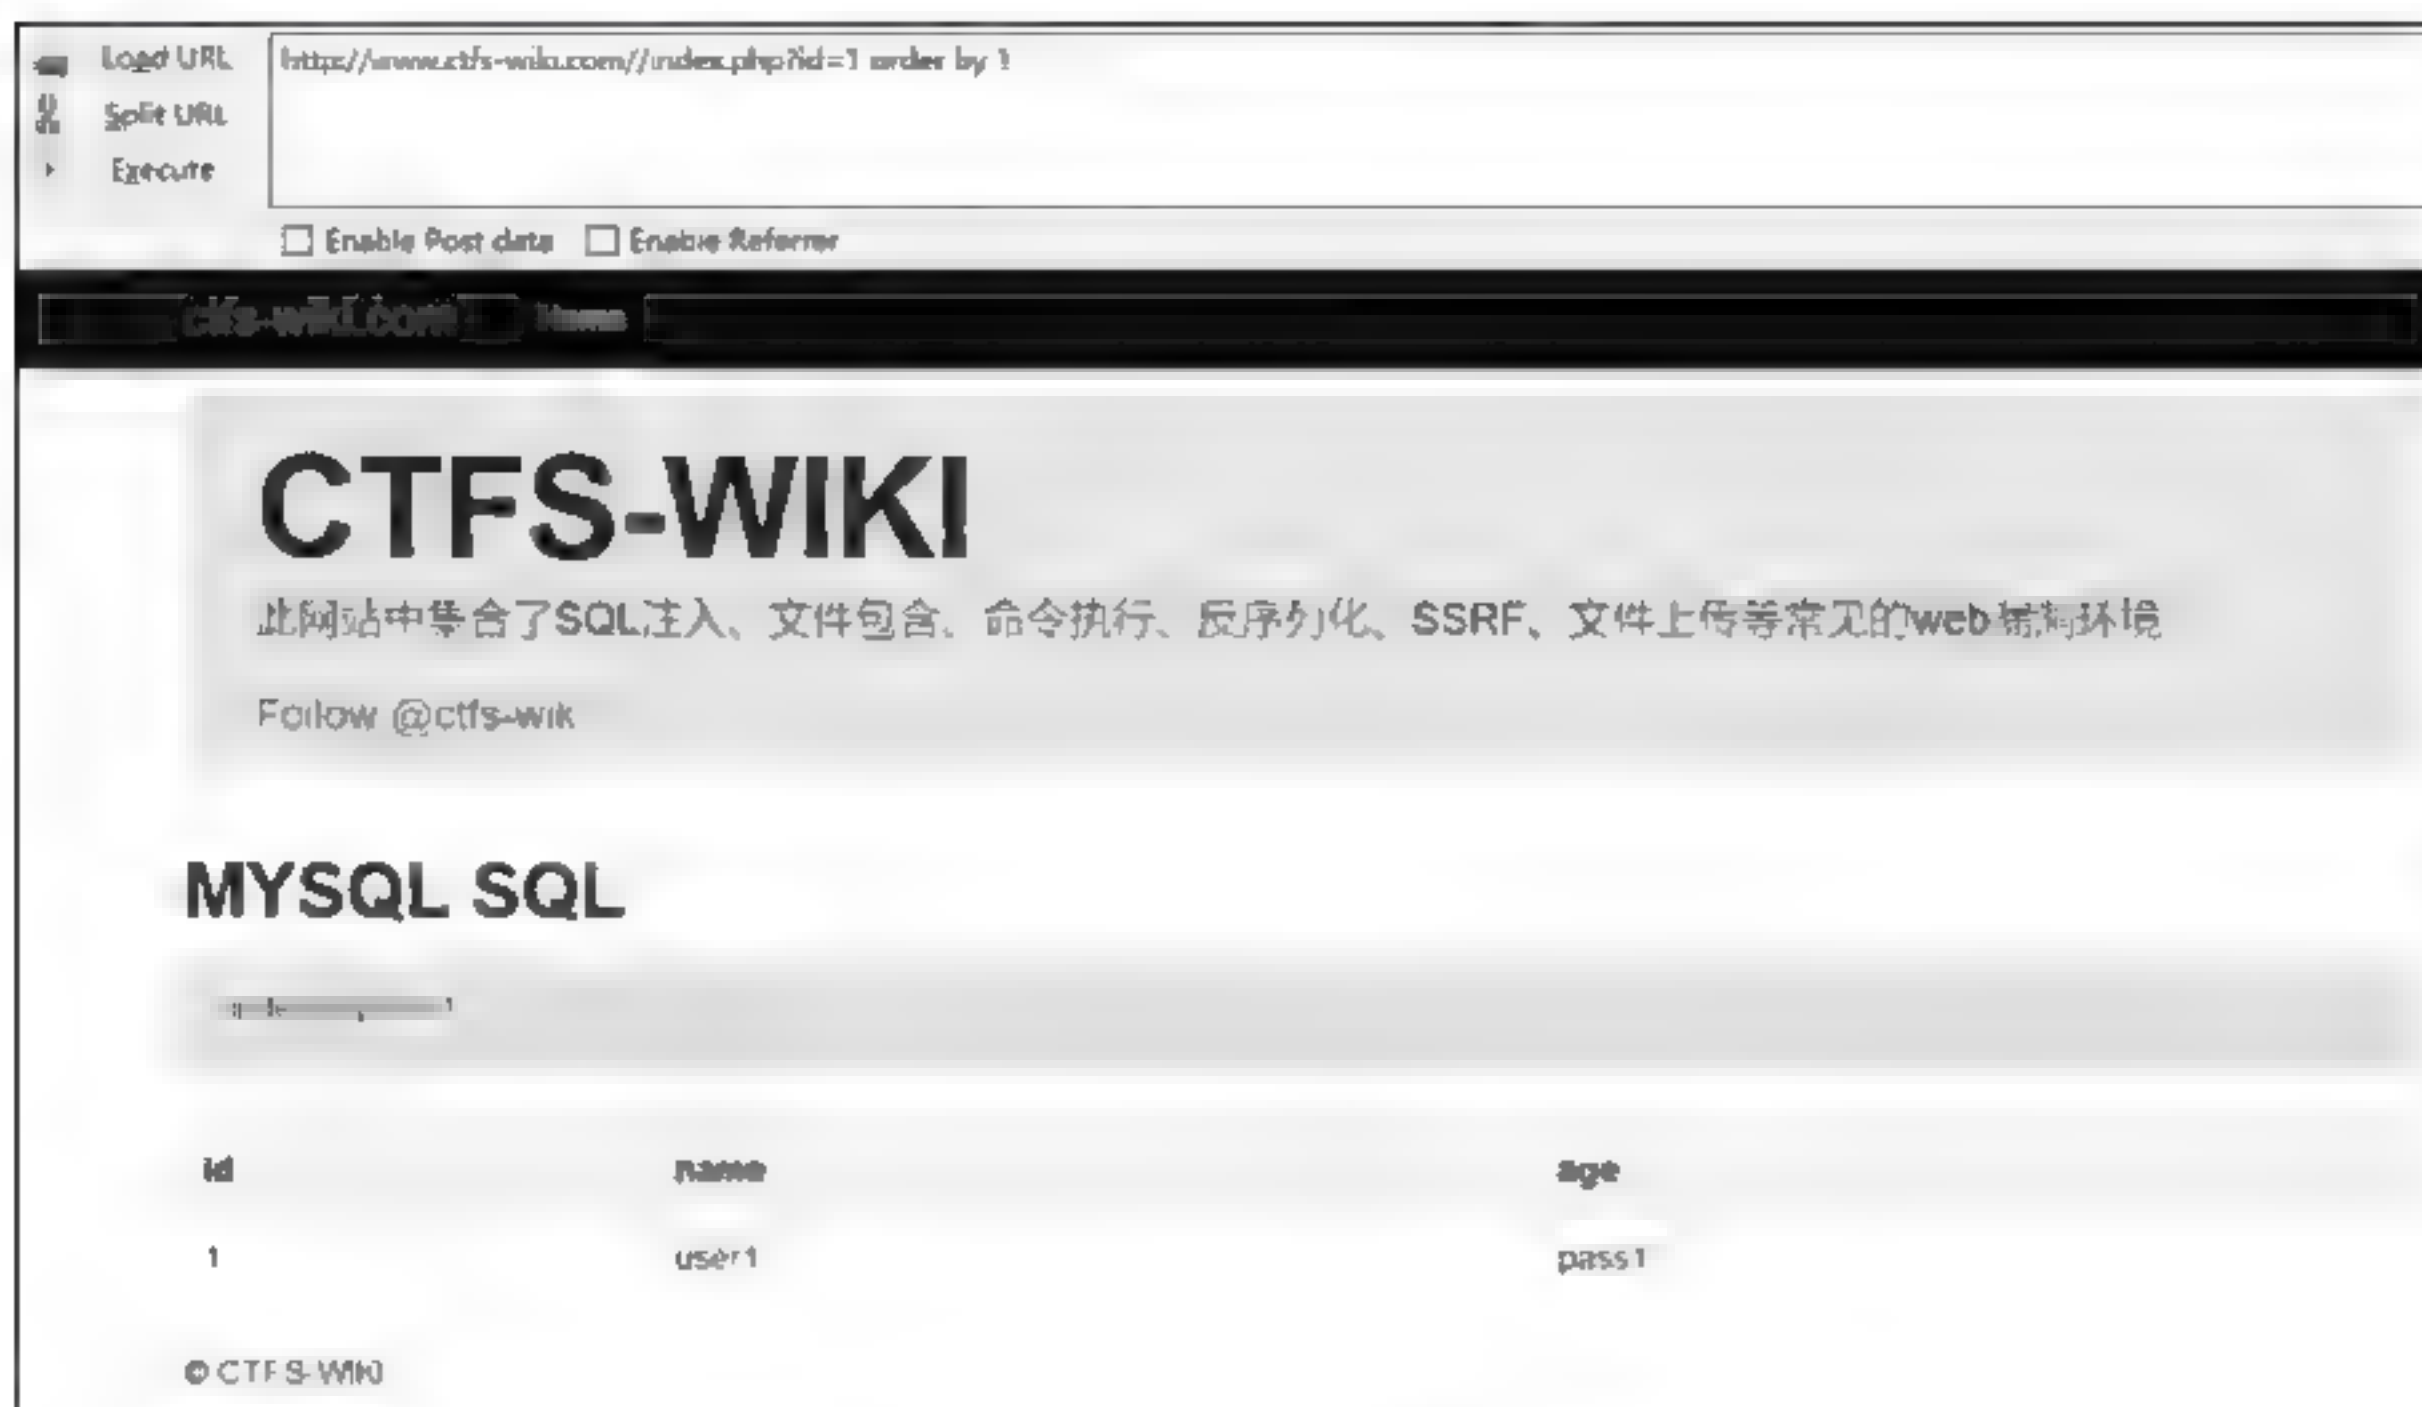 Load URL
http://www.ctfs-wiki.com//index.php?id=1 order by 1
Split URL
Execute
Enable Post data
Enable Referrer
ctfs-wiki.com
Home
CTFS-WIKI
此网站中集合了SQL注入、文件包含、命令执行、反序列化、SSRF、文件上传等常见的web漏洞环境
Follow @ctfs-wik
MYSQL SQL
id name age
1 user1 pass1
© CTFS-WIKI